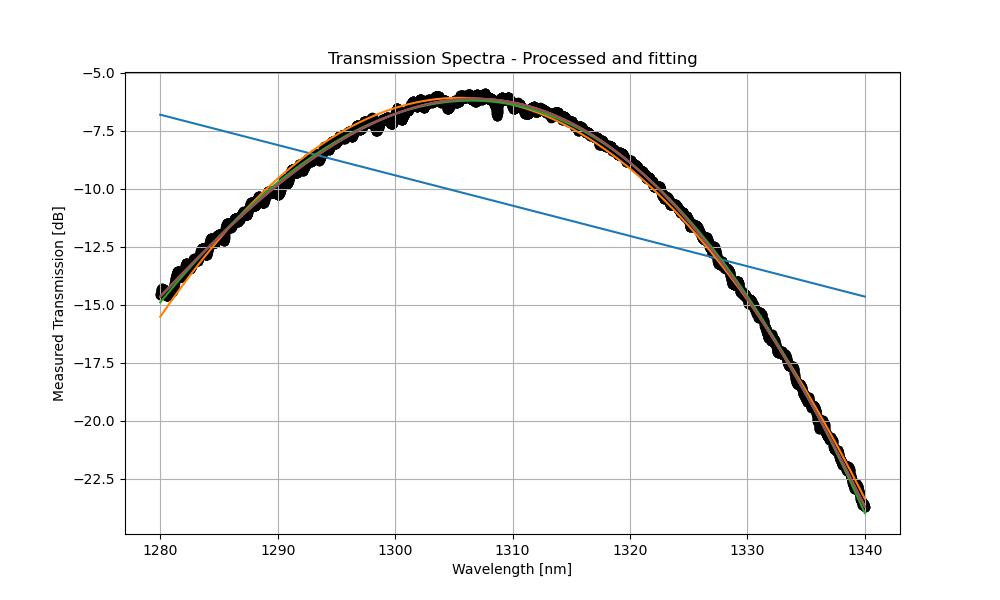 Transmission Spectra - Processed and fitting
Measured Transmission [dB]
−5.0
−7.5
−10.0
−12.5
−15.0
−17.5
−20.0
−22.5
1280 1290 1300 1310 1320 1330 1340
Wavelength [nm]